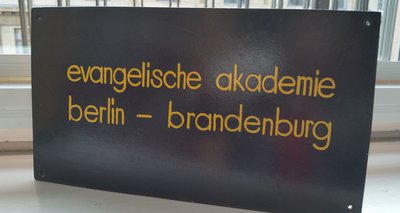 evangelische akademie
berlin – brandenburg